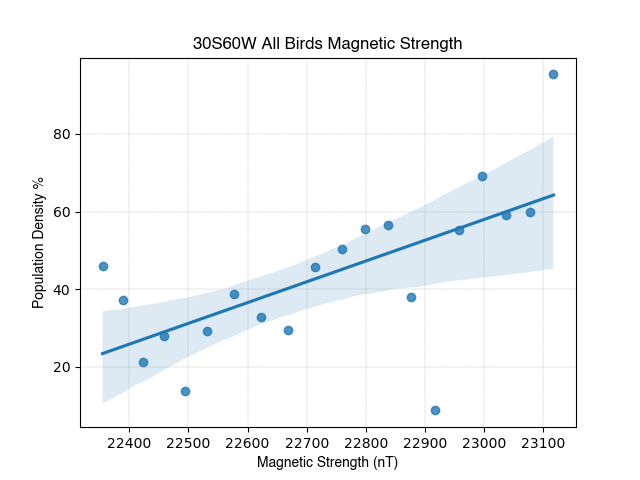 30S60W All Birds Magnetic Strength
Population Density %
80
60
40
20
22400 22500 22600 22700 22800 22900 23000 23100
Magnetic Strength (nT)